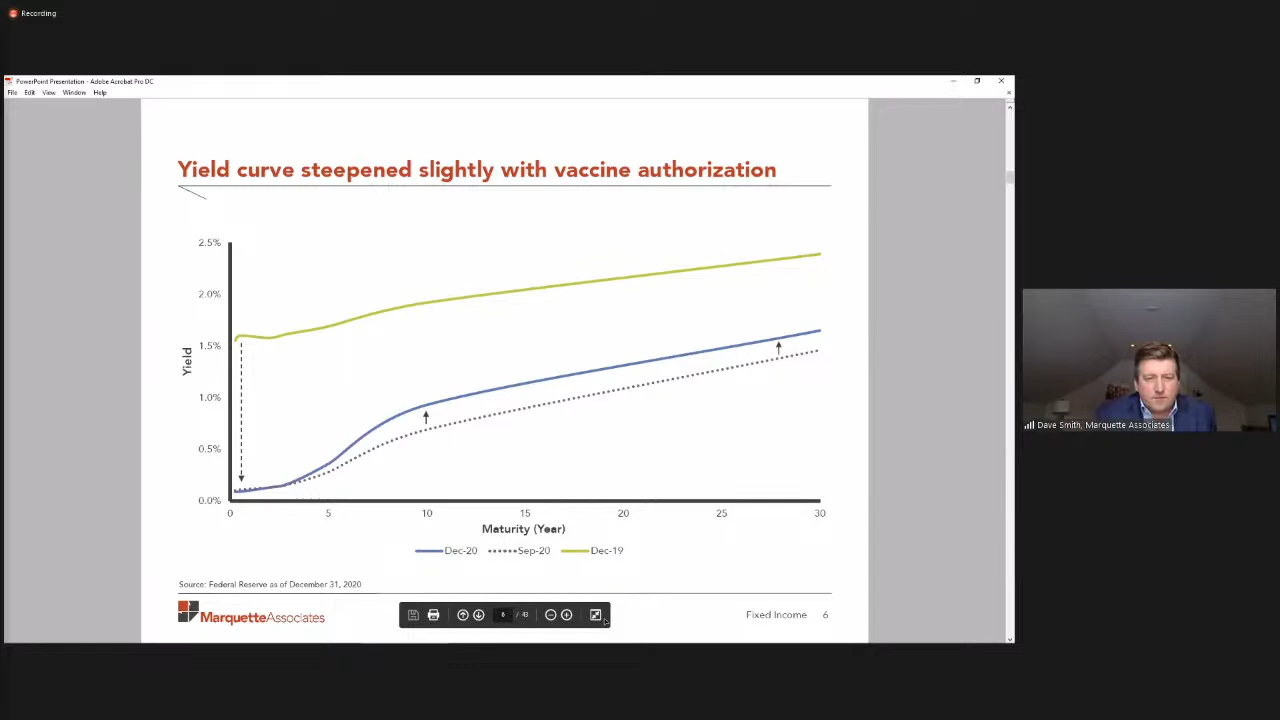 Recording
PowerPoint Presentation - Adobe Acrobat Pro DC
File Edit View Window Help
Yield curve steepened slightly with vaccine authorization
2.5%
2.0%
1.5%
1.0%
0.5%
0.0%
Yield
0 5 10 15 20 25 30
Maturity (Year)
Dec-20 Sep-20 Dec-19
Source: Federal Reserve as of December 31, 2020
MarquetteAssociates
6 / 43
Fixed Income 6
Dave Smith, Marquette Associates